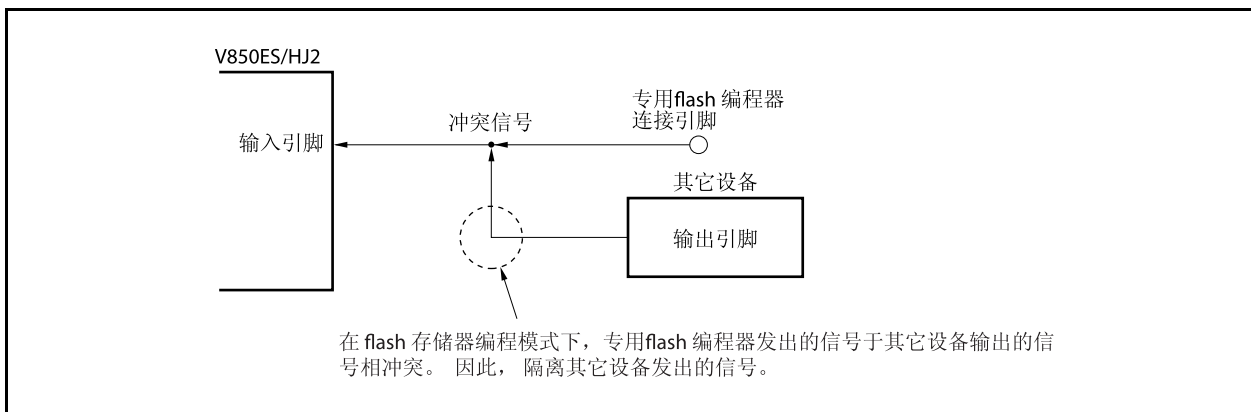 V850ES/HJ2
输入引脚
冲突信号
专用flash 编程器
连接引脚
其它设备
输出引脚
在 flash 存储器编程模式下，专用flash 编程器发出的信号于其它设备输出的信
号相冲突。 因此， 隔离其它设备发出的信号。